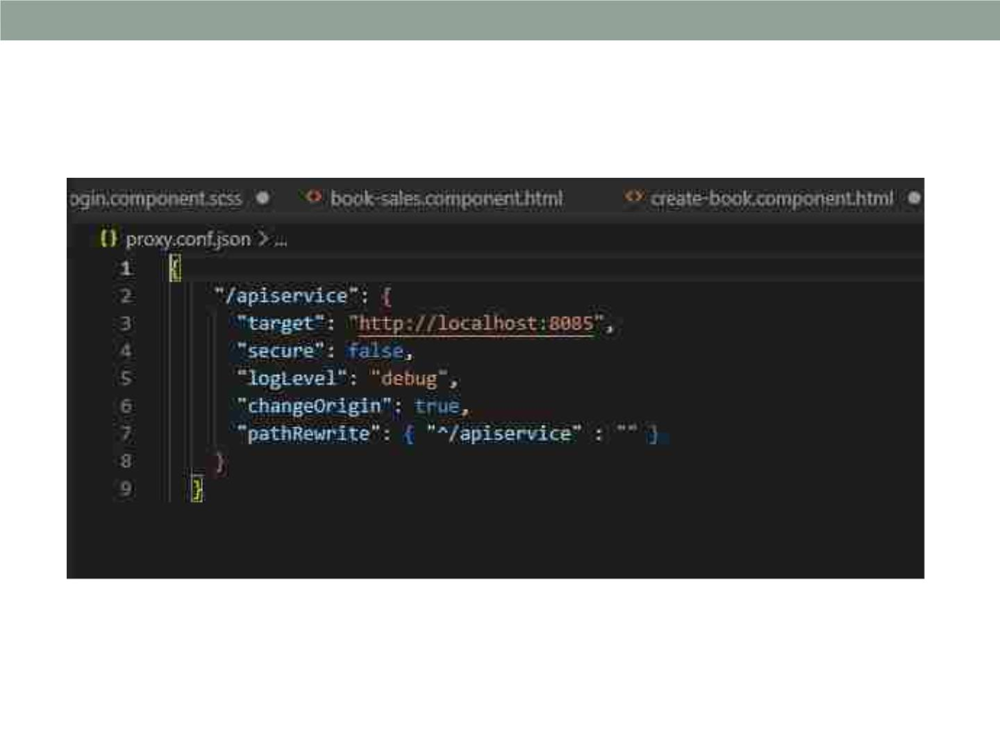 ogin.component.scss book-sales.component.html create-book.component.html
{} proxy.conf.json > ...
1 {
2 "/apiservice": {
3 "target": "http://localhost:8085",
4 "secure": false,
5 "logLevel": "debug",
6 "changeOrigin": true,
7 "pathRewrite": { "^/apiservice" : "" }
8 }
9 }